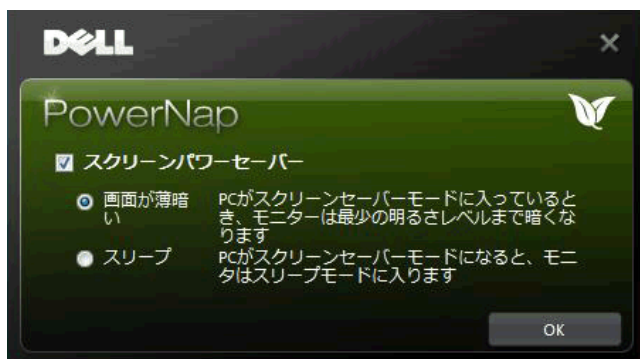 DELL
PowerNap
スクリーンパワーセーバー
画面が薄暗
い
PCがスクリーンセーバーモードに入っていると
き、モニターは最少の明るさレベルまで暗くな
ります
スリープ
PCがスクリーンセーバーモードになると、モニ
タはスリープモードに入ります
OK